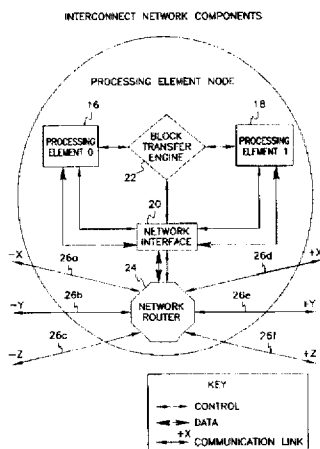 INTERCONNECT NETWORK COMPONENTS
PROCESSING ELEMENT NODE
16
18
PROCESSING
ELEMENT 0
BLOCK
TRANSFER
ENGINE
PROCESSING
ELEMENT 1
22
20
NETWORK
INTERFACE
24
-X
26a
26d
+X
-Y
26b
NETWORK
ROUTER
26e
+Y
-Z
26c
26f
+Z
KEY
CONTROL
DATA
+X
COMMUNICATION LINK